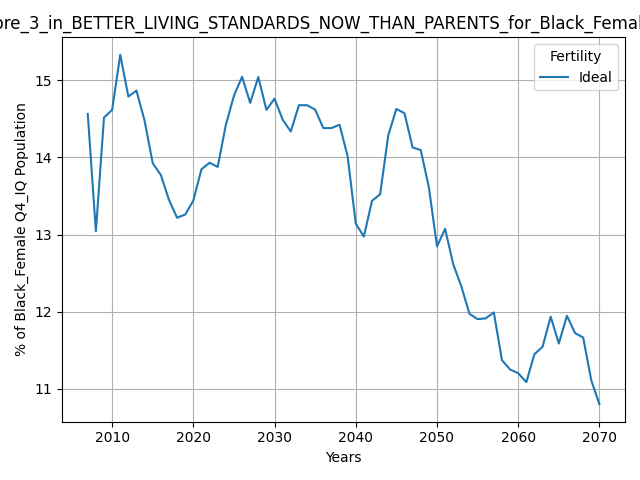 ore_3_in_BETTER_LIVING_STANDARDS_NOW_THAN_PARENTS_for_Black_Femal
Fertility
Ideal
% of Black_Female Q4_IQ Population
15
14
13
12
11
2010 2020 2030 2040 2050 2060 2070
Years